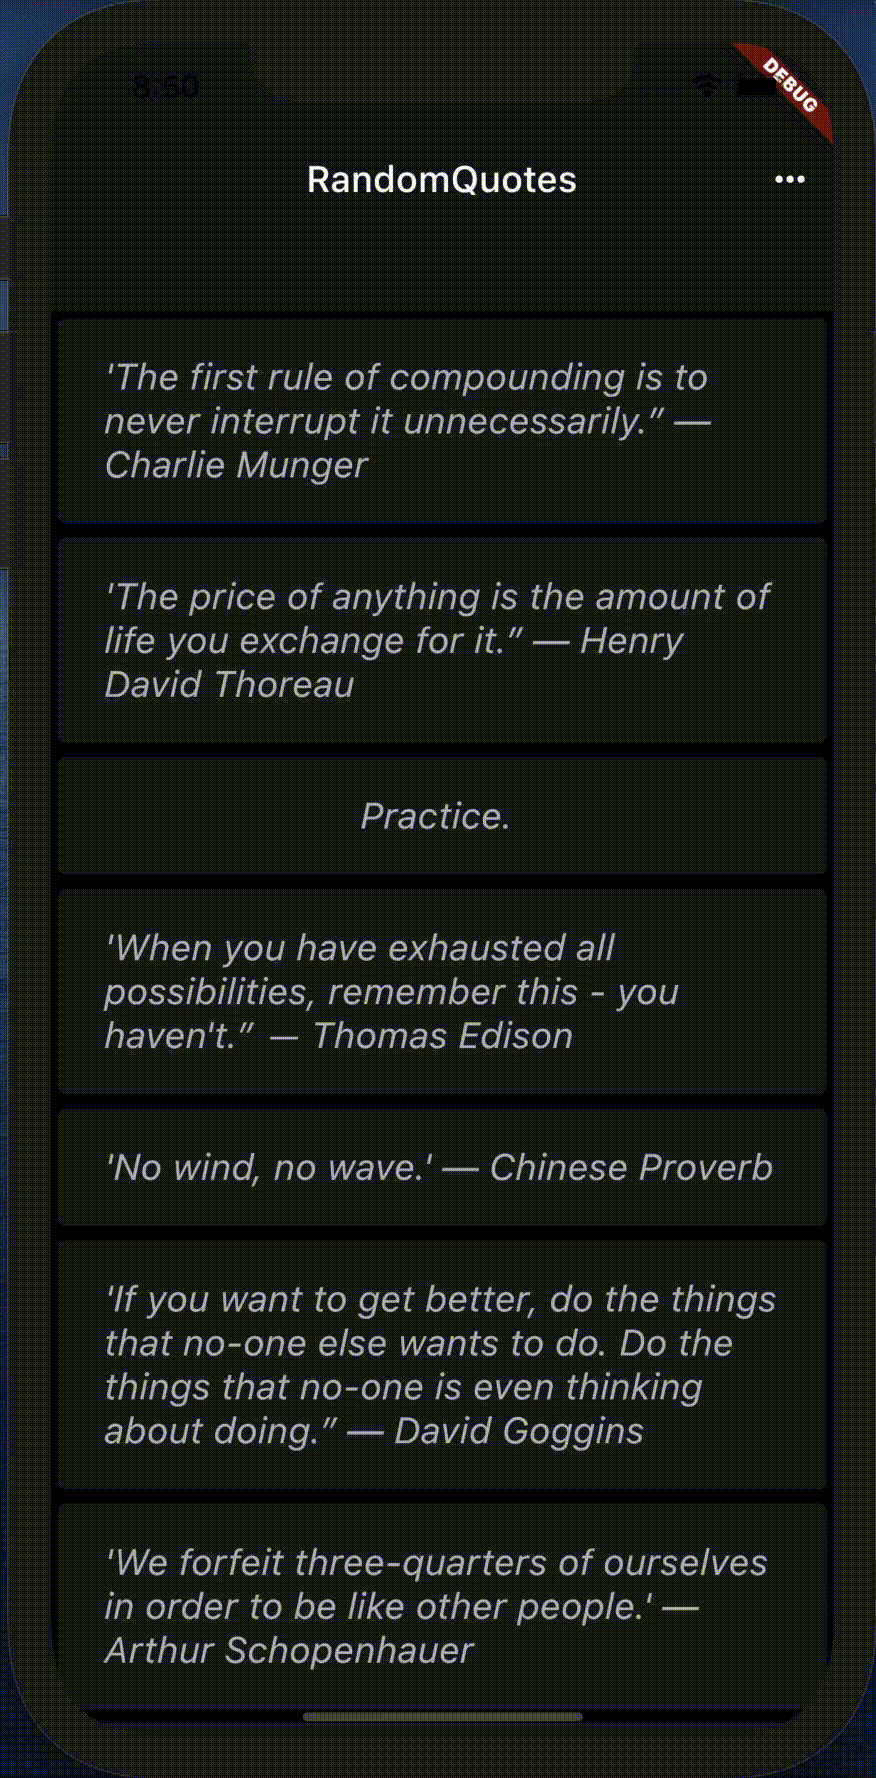 8:50
DEBUG
RandomQuotes
'The first rule of compounding is to
never interrupt it unnecessarily.” —
Charlie Munger
'The price of anything is the amount of
life you exchange for it.” — Henry
David Thoreau
Practice.
'When you have exhausted all
possibilities, remember this - you
haven't.” — Thomas Edison
'No wind, no wave.' — Chinese Proverb
'If you want to get better, do the things
that no-one else wants to do. Do the
things that no-one is even thinking
about doing.” — David Goggins
'We forfeit three-quarters of ourselves
in order to be like other people.' —
Arthur Schopenhauer